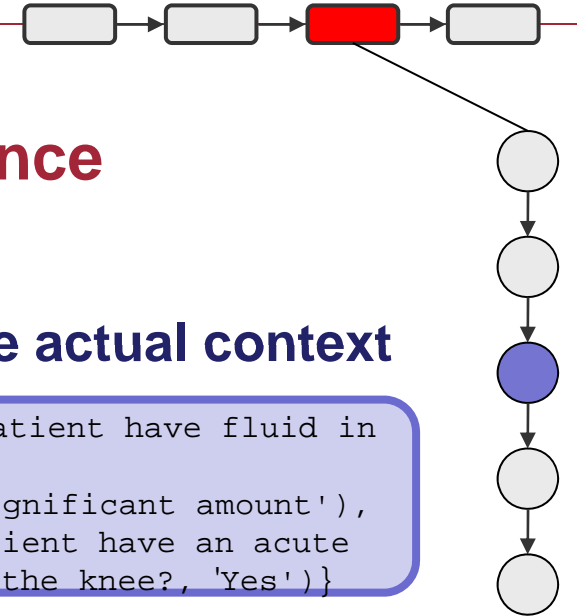 nce
e actual context
atient have fluid in
gnificant amount'),
ient have an acute
the knee?, 'Yes')}